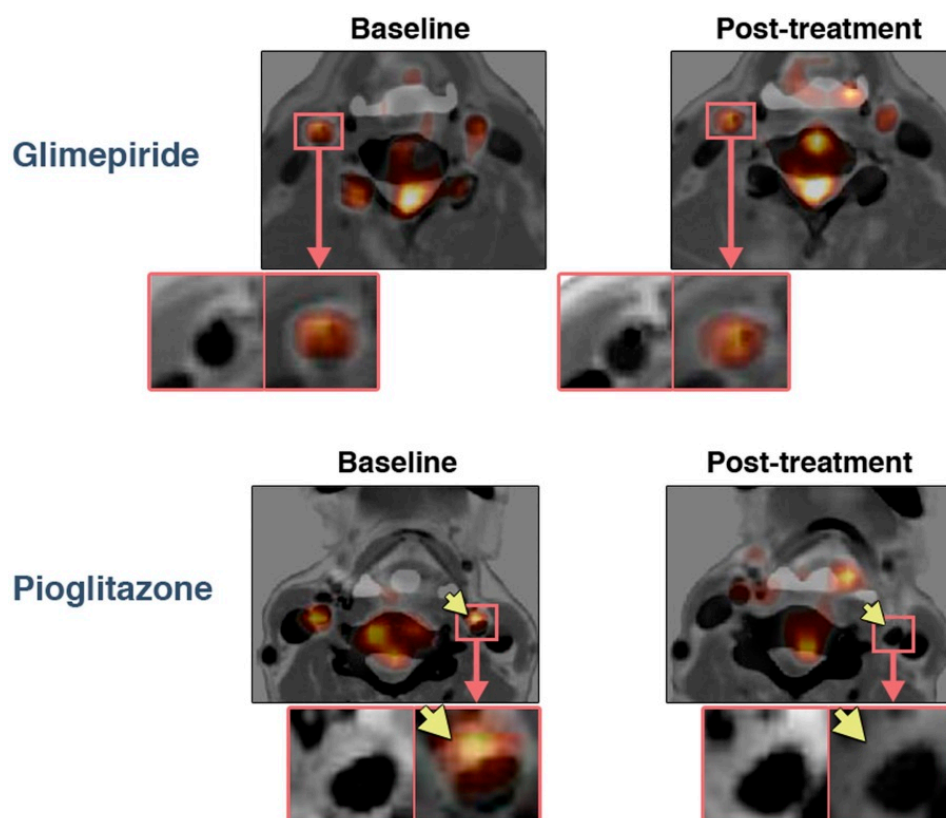 Baseline
Post-treatment
Glimepiride
Baseline
Post-treatment
Pioglitazone